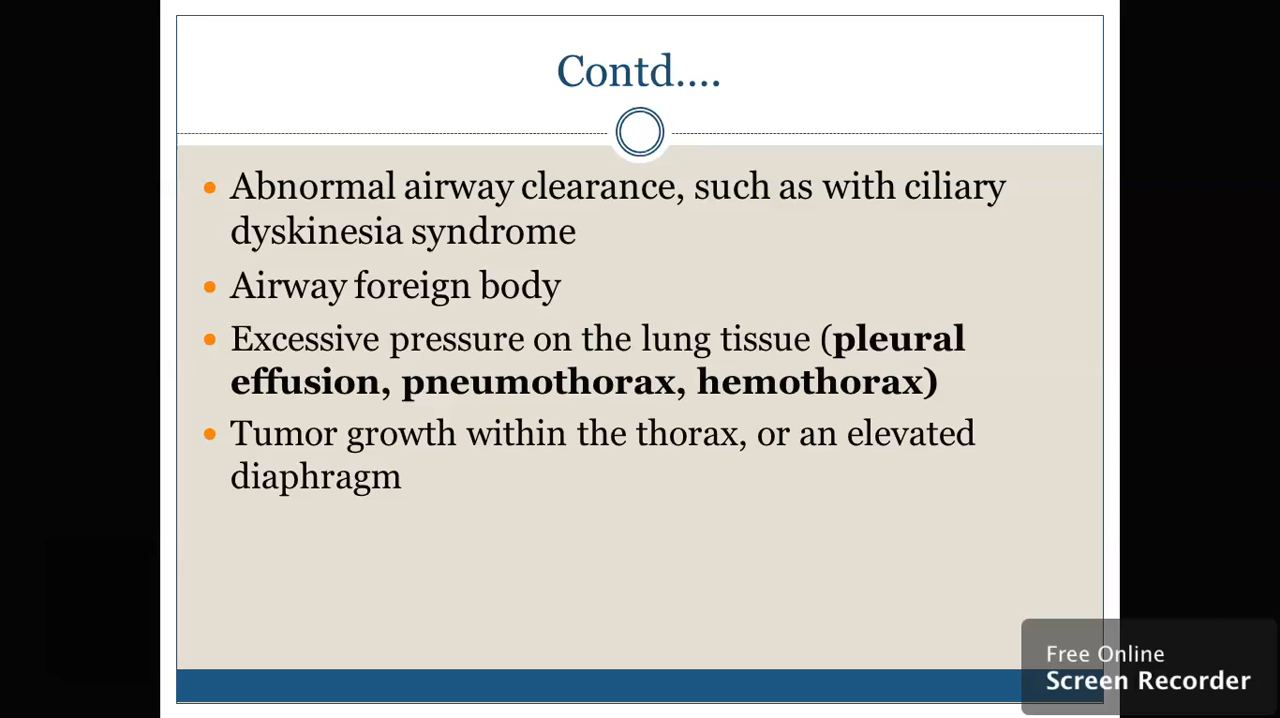 Contd....
• Abnormal airway clearance, such as with ciliary
dyskinesia syndrome
• Airway foreign body
• Excessive pressure on the lung tissue (pleural
effusion, pneumothorax, hemothorax)
• Tumor growth within the thorax, or an elevated
diaphragm
Free Online
Screen Recorder